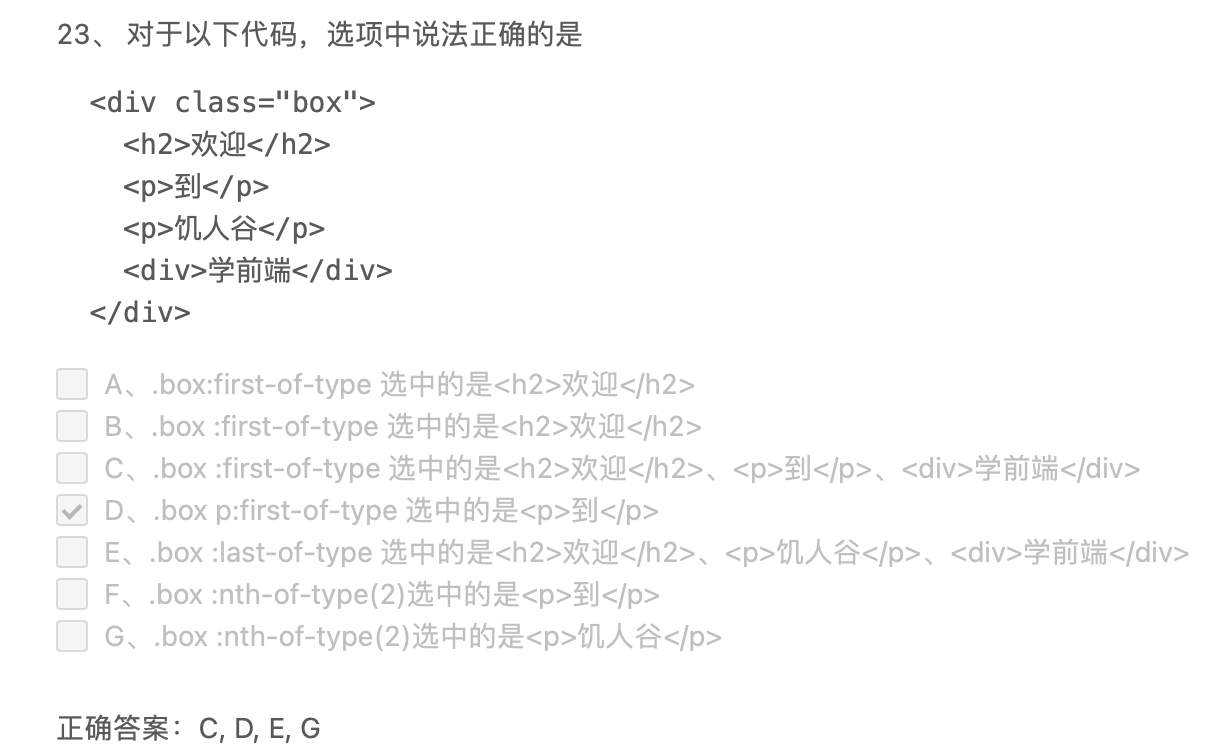 23、 对于以下代码，选项中说法正确的是
<div class="box">
<h2>欢迎</h2>
<p>到</p>
<p>饥人谷</p>
<div>学前端</div>
</div>
A、.box:first-of-type 选中的是<h2>欢迎</h2>
B、.box :first-of-type 选中的是<h2>欢迎</h2>
C、.box :first-of-type 选中的是<h2>欢迎</h2>、<p>到</p>、<div>学前端</div>
D、.box p:first-of-type 选中的是<p>到</p>
E、.box :last-of-type 选中的是<h2>欢迎</h2>、<p>饥人谷</p>、<div>学前端</div>
F、.box :nth-of-type(2)选中的是<p>到</p>
G、.box :nth-of-type(2)选中的是<p>饥人谷</p>
正确答案：C, D, E, G